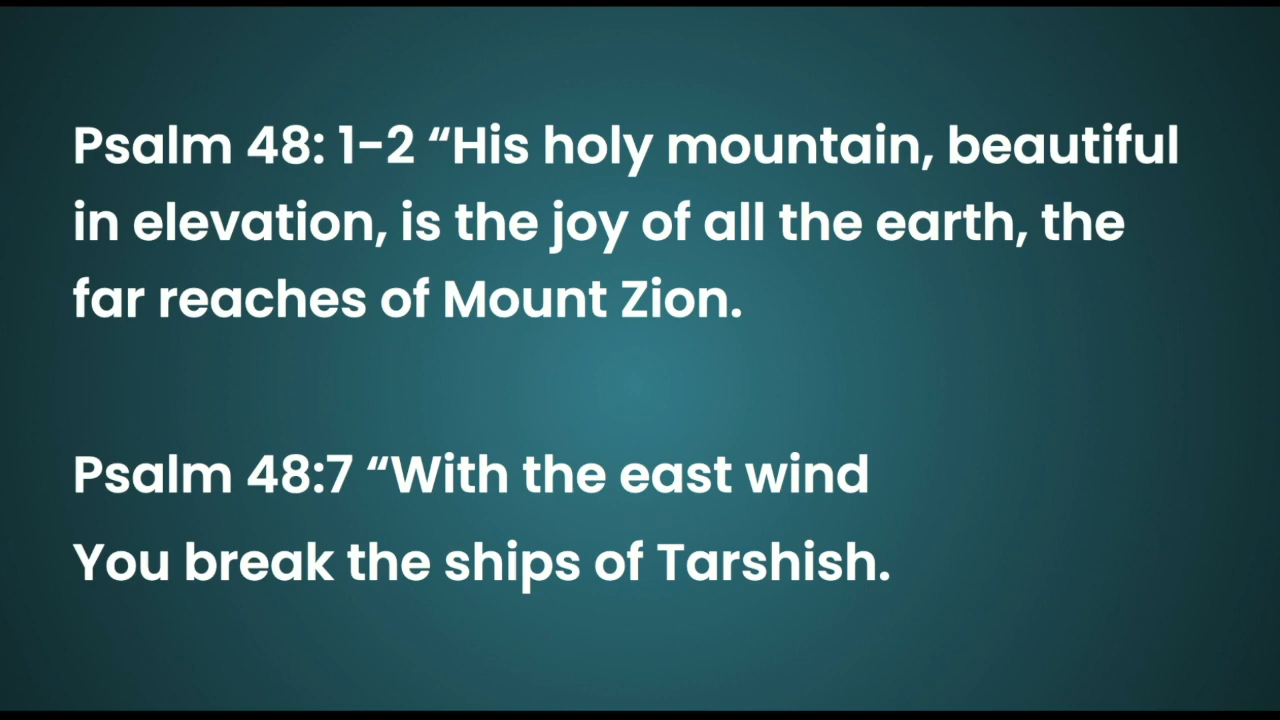 Psalm 48: 1-2 “His holy mountain, beautiful
in elevation, is the joy of all the earth, the
far reaches of Mount Zion.
Psalm 48:7 “With the east wind
You break the ships of Tarshish.